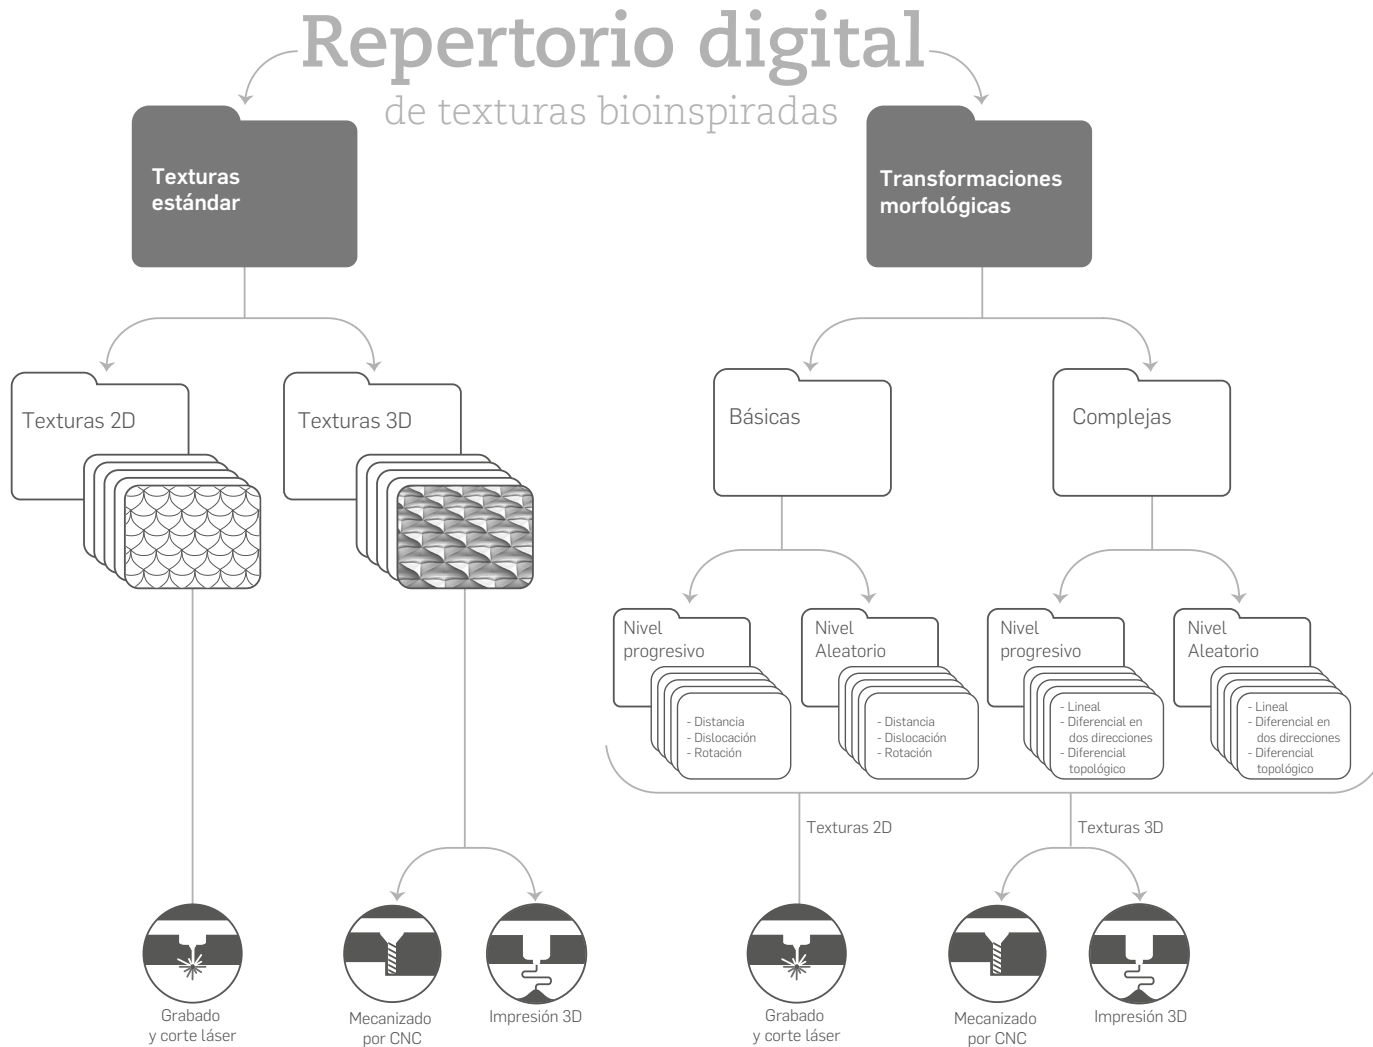 Repertorio digital
de texturas bioinspiradas
Texturas
estándar
Transformaciones
morfológicas
Texturas 2D
Texturas 3D
Básicas
Complejas
Nivel
progresivo
Nivel
Aleatorio
Nivel
progresivo
Nivel
Aleatorio
- Distancia
- Dislocación
- Rotación
- Distancia
- Dislocación
- Rotación
- Lineal
- Diferencial en
dos direcciones
- Diferencial
topológico
- Lineal
- Diferencial en
dos direcciones
- Diferencial
topológico
Texturas 2D
Texturas 3D
Grabado
y corte láser
Mecanizado
por CNC
Impresión 3D
Grabado
y corte láser
Mecanizado
por CNC
Impresión 3D